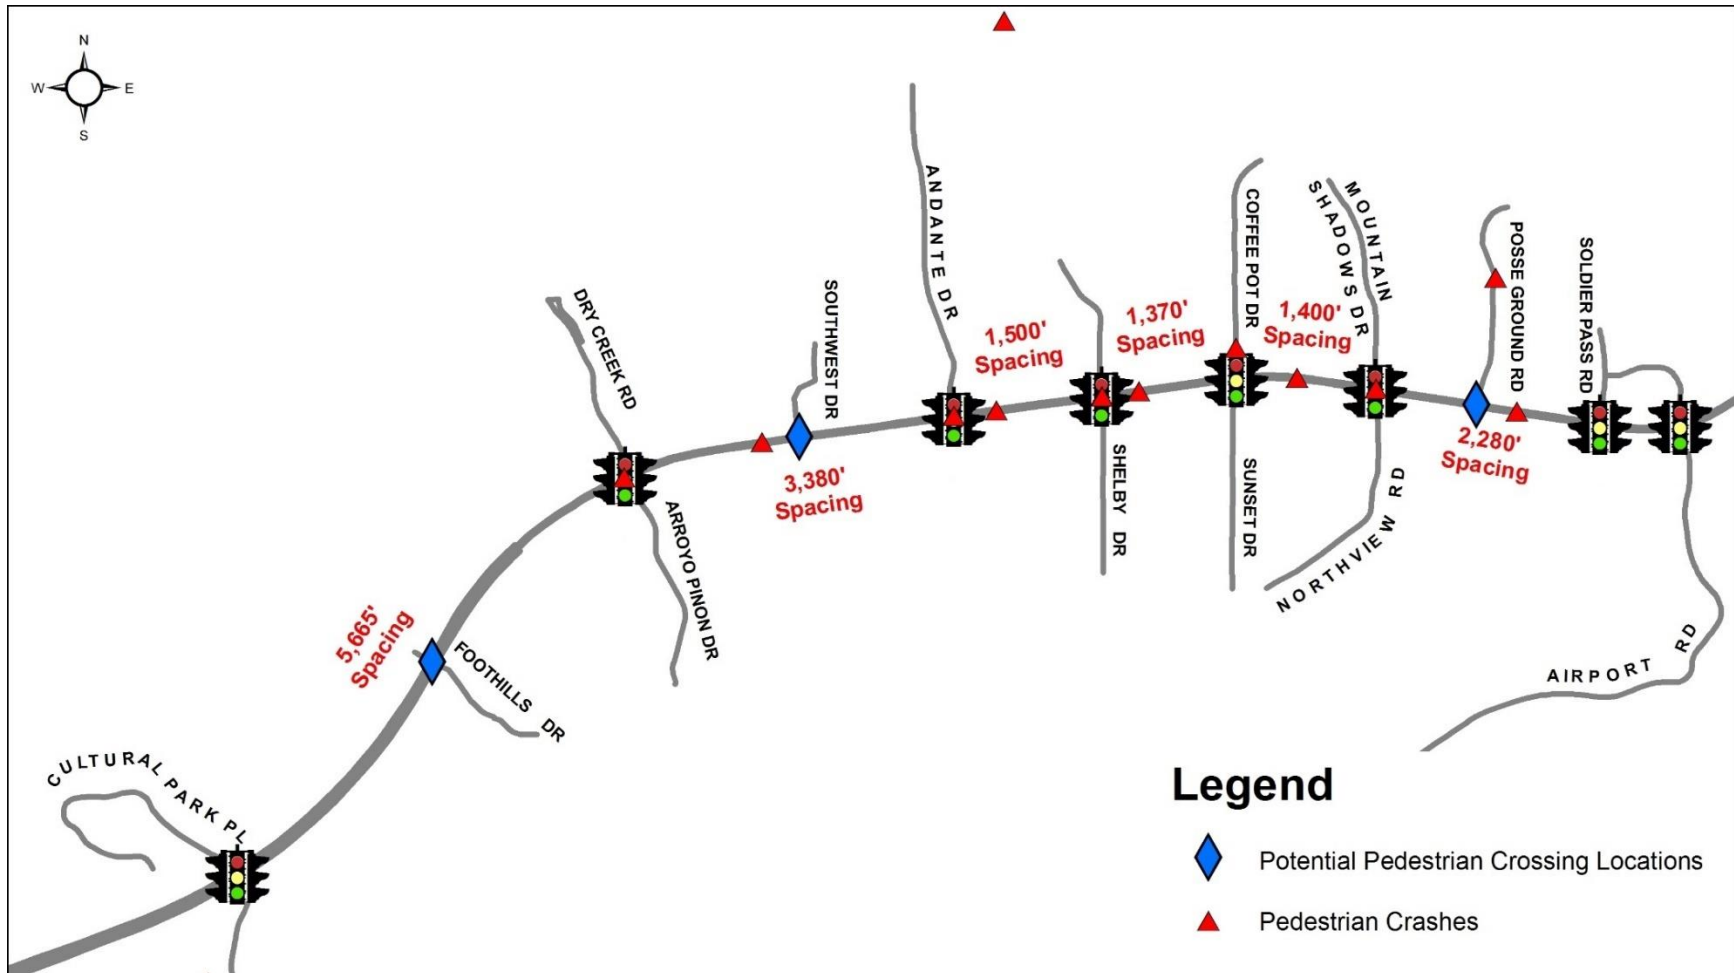 N
W E
S
ANDANTE DR
COFFEE POT DR
MOUNTAIN
SHADOWS DR
POSSE GROUND RD
SOLDIER PASS RD
DRY CREEK RD
SOUTHWEST DR
1,500'
Spacing
1,370'
Spacing
1,400'
Spacing
2,280'
Spacing
3,380'
Spacing
SHELBY DR
SUNSET DR
NORTHVIEW RD
ARROYO PINON DR
5,665'
Spacing
FOOTHILLS DR
AIRPORT RD
CULTURAL PARK PL
Legend
Potential Pedestrian Crossing Locations
Pedestrian Crashes